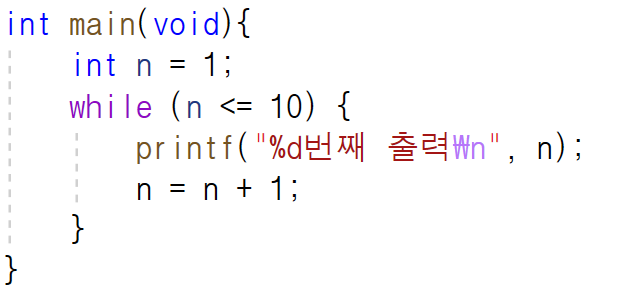 int main(void){
int n = 1;
while (n <= 10) {
printf("%d번째 출력₩n", n);
n = n + 1;
}
}